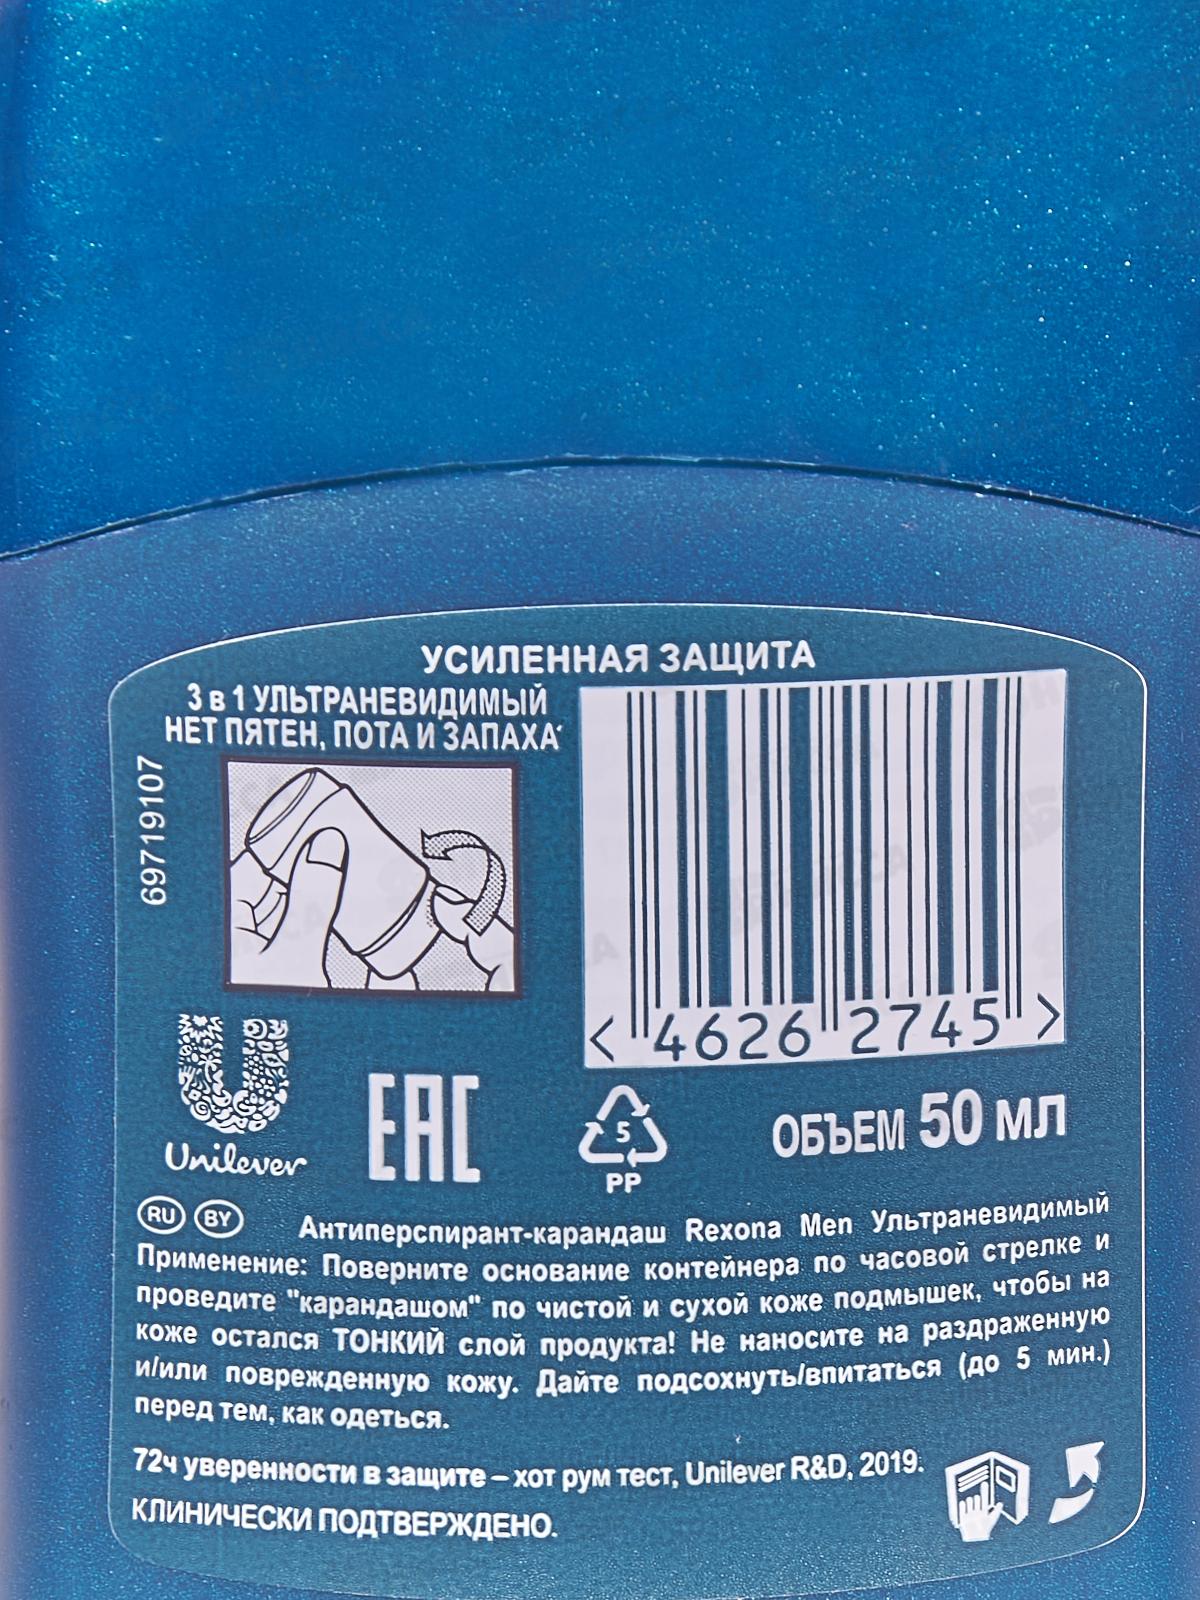 УСИЛЕННАЯ ЗАЩИТА
3 в 1 УЛЬТРАНЕВИДИМЫЙ
НЕТ ПЯТЕН, ПОТА И ЗАПАХА*
69719107
< 4626 2745 >
Unilever
EAC
5
PP
ОБЪЕМ 50 МЛ
RU BY Антиперспирант-карандаш Rexona Men Ультраневидимый
Применение: Поверните основание контейнера по часовой стрелке и
проведите "карандашом" по чистой и сухой коже подмышек, чтобы на
коже остался ТОНКИЙ слой продукта! Не наносите на раздраженную
и/или поврежденную кожу. Дайте подсохнуть/впитаться (до 5 мин.)
перед тем, как одеться.
72ч уверенности в защите – хот рум тест, Unilever R&D, 2019.
КЛИНИЧЕСКИ ПОДТВЕРЖДЕНО.